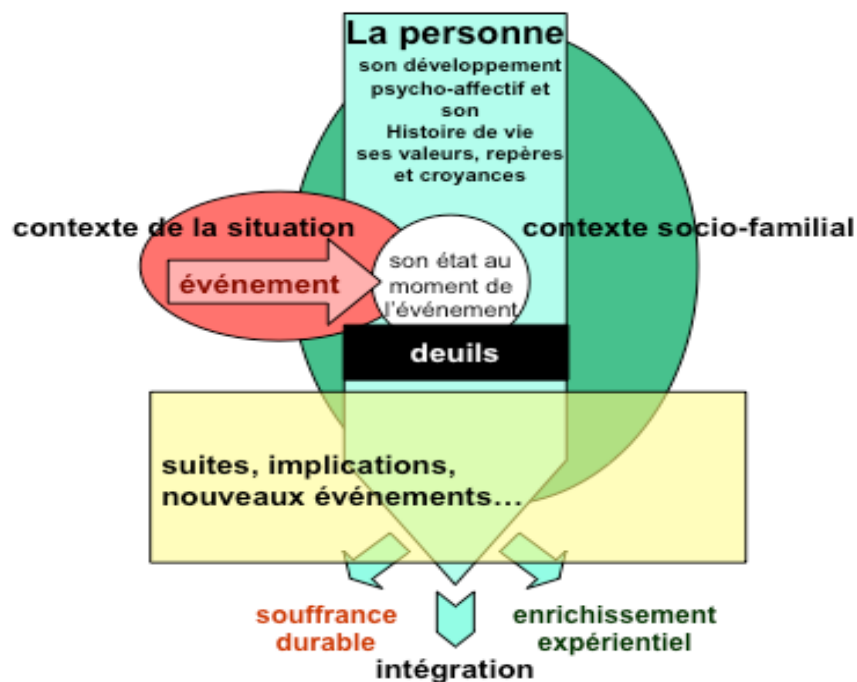 La personne
son développement
psycho-affectif et
son
Histoire de vie
ses valeurs, repères
et croyances
contexte de la situation
contexte socio-familial
événement
son état au
moment de
l'événement
deuils
suites, implications,
nouveaux événements...
souffrance
durable
intégration
enrichissement
expérientiel